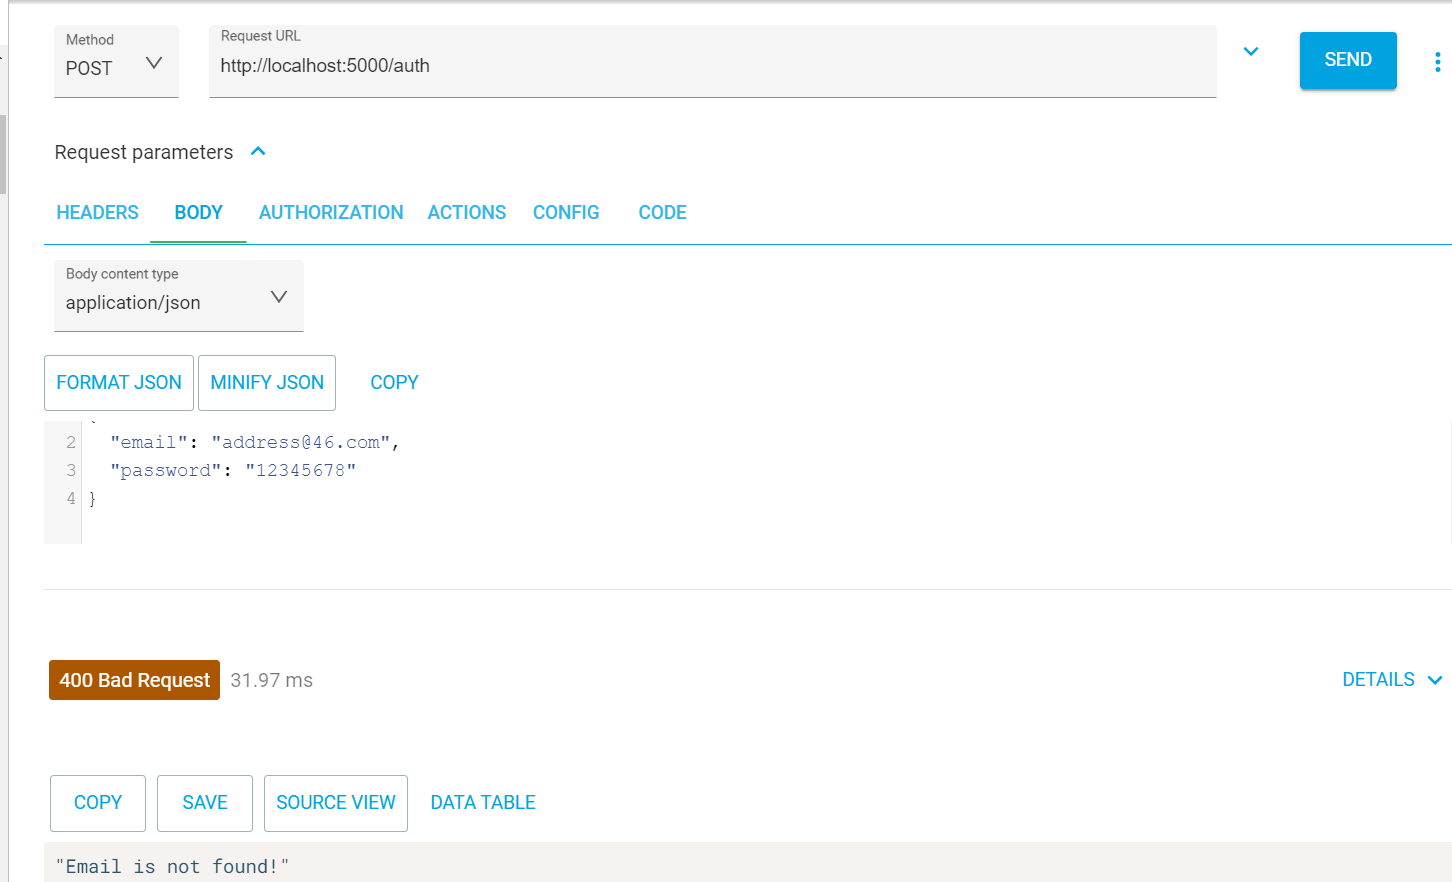 Method
POST
Request URL
http://localhost:5000/auth
SEND
Request parameters
HEADERS BODY AUTHORIZATION ACTIONS CONFIG CODE
Body content type
application/json
FORMAT JSON MINIFY JSON COPY
2 "email": "address@46.com",
3 "password": "12345678"
4 }
400 Bad Request 31.97 ms DETAILS
COPY SAVE SOURCE VIEW DATA TABLE
"Email is not found!"